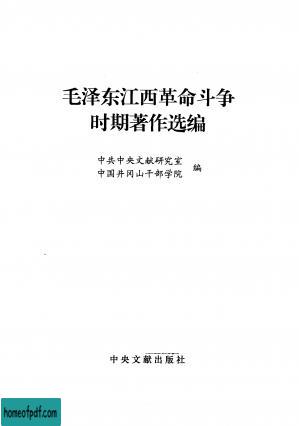 毛泽东江西革命斗争
时期著作选编
中共中央文献研究室
中国井冈山干部学院
编
中央文献出版社
homeofpdf.com